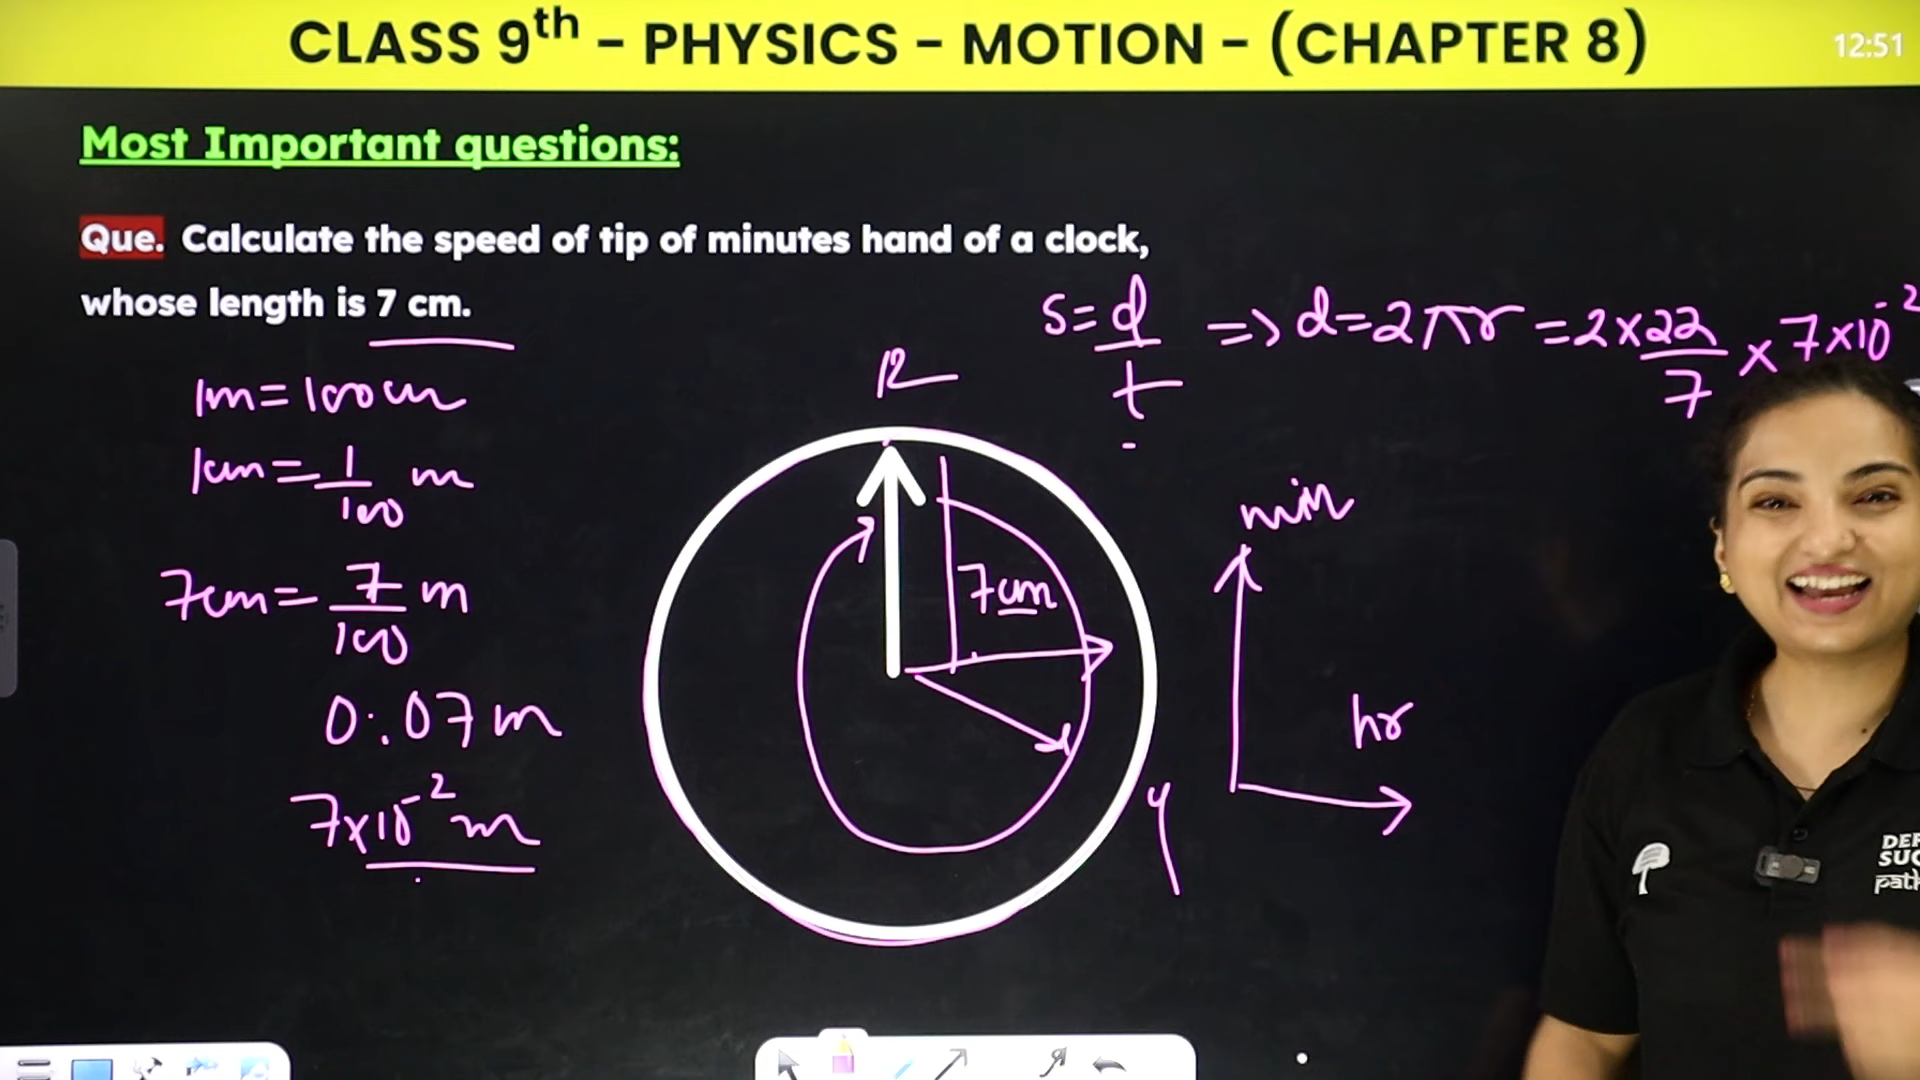 CLASS 9th - PHYSICS - MOTION - (CHAPTER 8)
12:51
Most Important questions:
Que. Calculate the speed of tip of minutes hand of a clock,
whose length is 7 cm.
S = d/t => d = 2πr = 2 × 22/7 × 7×10⁻²
1m = 100cm
1cm = 1/100 m
7cm = 7/100 m
0.07 m
7×10⁻² m
12
7cm
min
hr
4